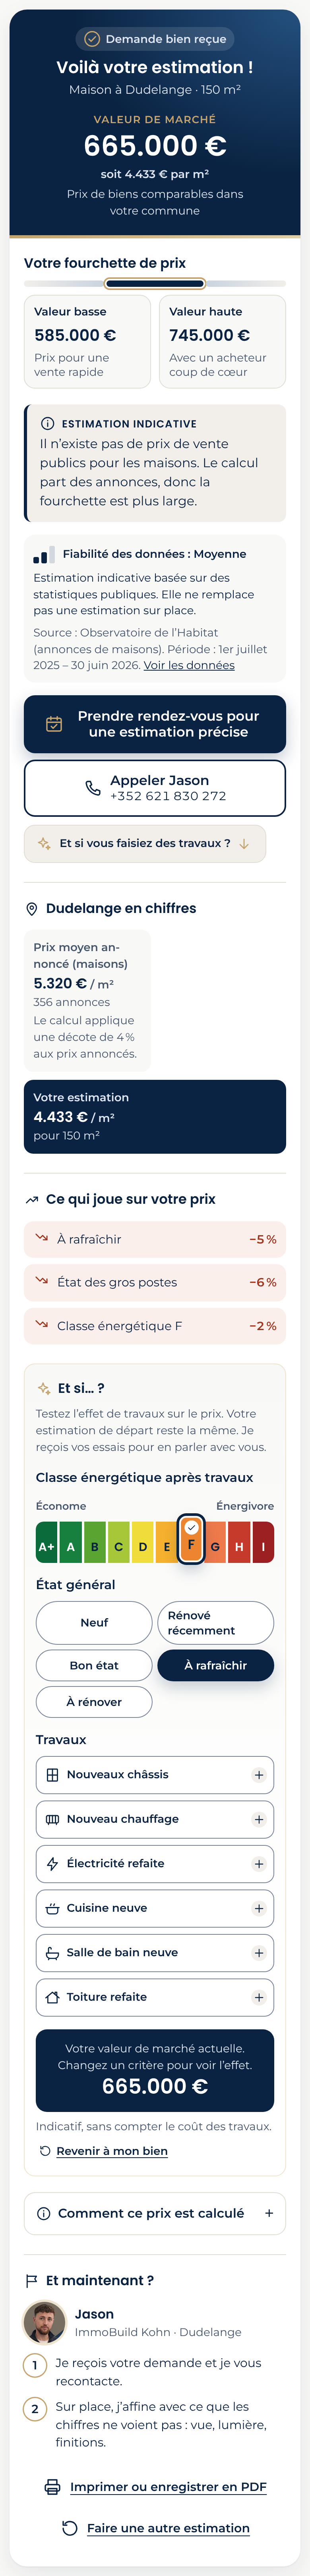 Demande bien reçue
Voilà votre estimation !
Maison à Dudelange · 150 m²
VALEUR DE MARCHÉ
665.000 €
soit 4.433 € par m²
Prix de biens comparables dans
votre commune
Votre fourchette de prix
Valeur basse
585.000 €
Prix pour une
vente rapide
Valeur haute
745.000 €
Avec un acheteur
coup de cœur
ESTIMATION INDICATIVE
Il n’existe pas de prix de vente
publics pour les maisons. Le calcul
part des annonces, donc la
fourchette est plus large.
Fiabilité des données : Moyenne
Estimation indicative basée sur des
statistiques publiques. Elle ne remplace
pas une estimation sur place.
Source : Observatoire de l’Habitat
(annonces de maisons). Période : 1er juillet
2025 – 30 juin 2026. Voir les données
Prendre rendez-vous pour
une estimation précise
Appeler Jason
+352 621 830 272
Et si vous faisiez des travaux ?
Dudelange en chiffres
Prix moyen an-
noncé (maisons)
5.320 € / m²
356 annonces
Le calcul applique
une décote de 4 %
aux prix annoncés.
Votre estimation
4.433 € / m²
pour 150 m²
Ce qui joue sur votre prix
À rafraîchir −5 %
État des gros postes −6 %
Classe énergétique F −2 %
Et si… ?
Testez l’effet de travaux sur le prix. Votre
estimation de départ reste la même. Je
reçois vos essais pour en parler avec vous.
Classe énergétique après travaux
Économe Énergivore
A+ A B C D E F G H I
État général
Neuf
Rénové
récemment
Bon état
À rafraîchir
À rénover
Travaux
Nouveaux châssis
Nouveau chauffage
Électricité refaite
Cuisine neuve
Salle de bain neuve
Toiture refaite
Votre valeur de marché actuelle.
Changez un critère pour voir l’effet.
665.000 €
Indicatif, sans compter le coût des travaux.
Revenir à mon bien
Comment ce prix est calculé +
Et maintenant ?
Jason
ImmoBuild Kohn · Dudelange
1 Je reçois votre demande et je vous
recontacte.
2 Sur place, j’affine avec ce que les
chiffres ne voient pas : vue, lumière,
finitions.
Imprimer ou enregistrer en PDF
Faire une autre estimation